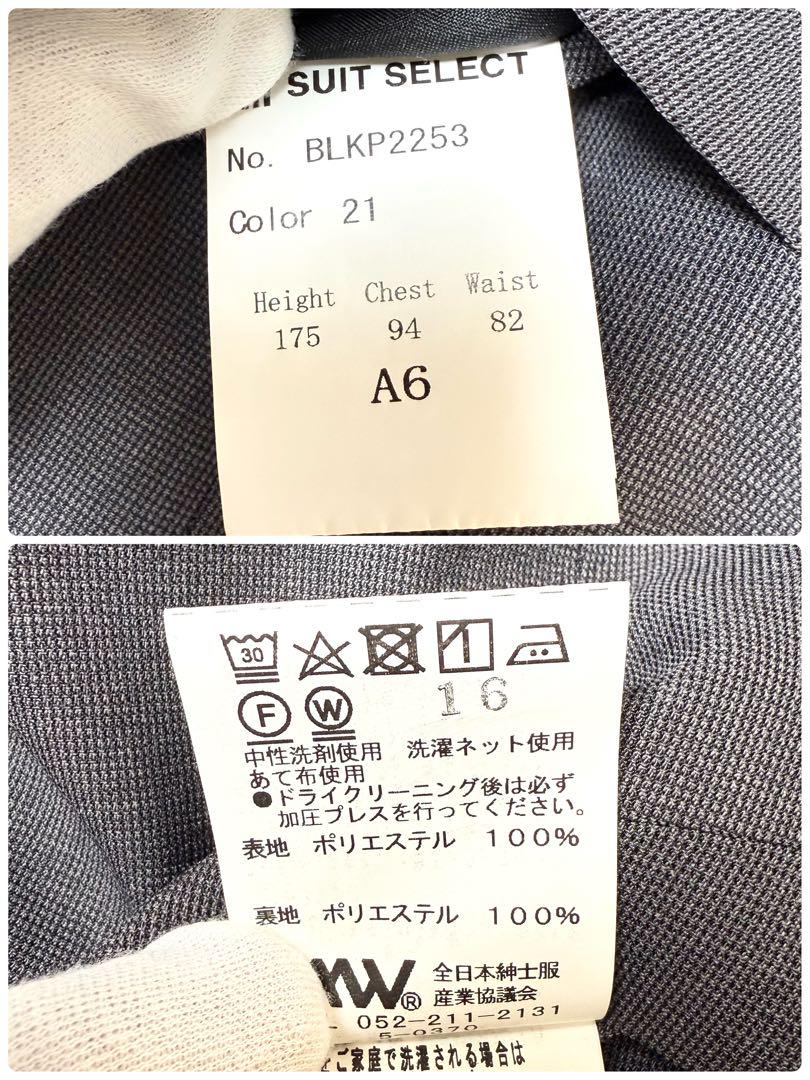 SUIT SELECT
No. BLKP2253
Color 21
Height Chest Waist
175 94 82
A6
30
1
F W 16
中性洗剤使用 洗濯ネット使用
あて布使用
●ドライクリーニング後は必ず
加圧プレスを行ってください。
表地 ポリエステル 100%
裏地 ポリエステル 100%
全日本紳士服
産業協議会
052-211-2131
5-0370
ご家庭で洗濯される場合は